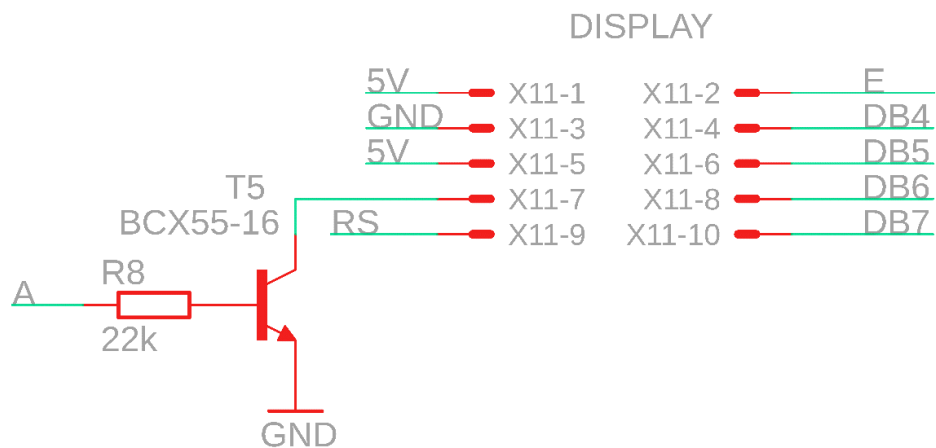 DISPLAY
5V X11-1 X11-2 E
GND X11-3 X11-4 DB4
5V X11-5 X11-6 DB5
T5 X11-7 X11-8 DB6
BCX55-16 RS X11-9 X11-10 DB7
R8
A
22k
GND